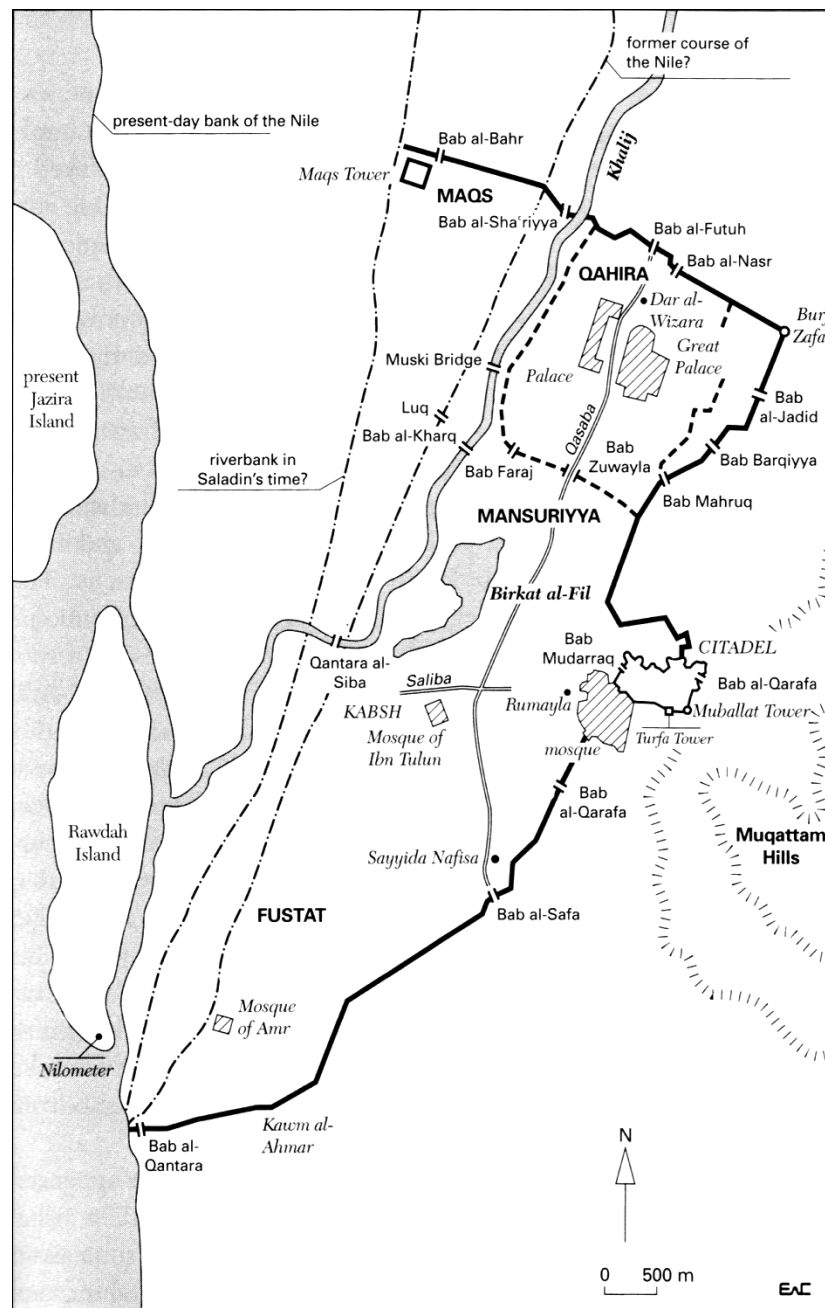 former course of
the Nile?
present-day bank of the Nile
Bab al-Bahr
Khalij
Maqs Tower
MAQS
Bab al-Shaʿriyya
Bab al-Futuh
Bab al-Nasr
QAHIRA
Dar al-
Wizara
Bur
Zafa
Great
Palace
Muski Bridge
Palace
present
Jazira
Island
Luq
Bab
al-Jadid
Qasaba
Bab al-Kharq
Bab
Zuwayla
Bab Barqiyya
riverbank in
Saladin's time?
Bab Faraj
Bab Mahruq
MANSURIYYA
Birkat al-Fil
Bab
Mudarraq
CITADEL
Qantara al-
Siba
Saliba
Bab al-Qarafa
KABSH
Rumayla
Muballat Tower
Mosque of
Ibn Tulun
Turfa Tower
mosque
Bab
al-Qarafa
Rawdah
Island
Muqattam
Hills
Sayyida Nafisa
FUSTAT
Bab al-Safa
Mosque
of Amr
Nilometer
Kawm al-
Ahmar
Bab al-
Qantara
N
0 500 m
EAC